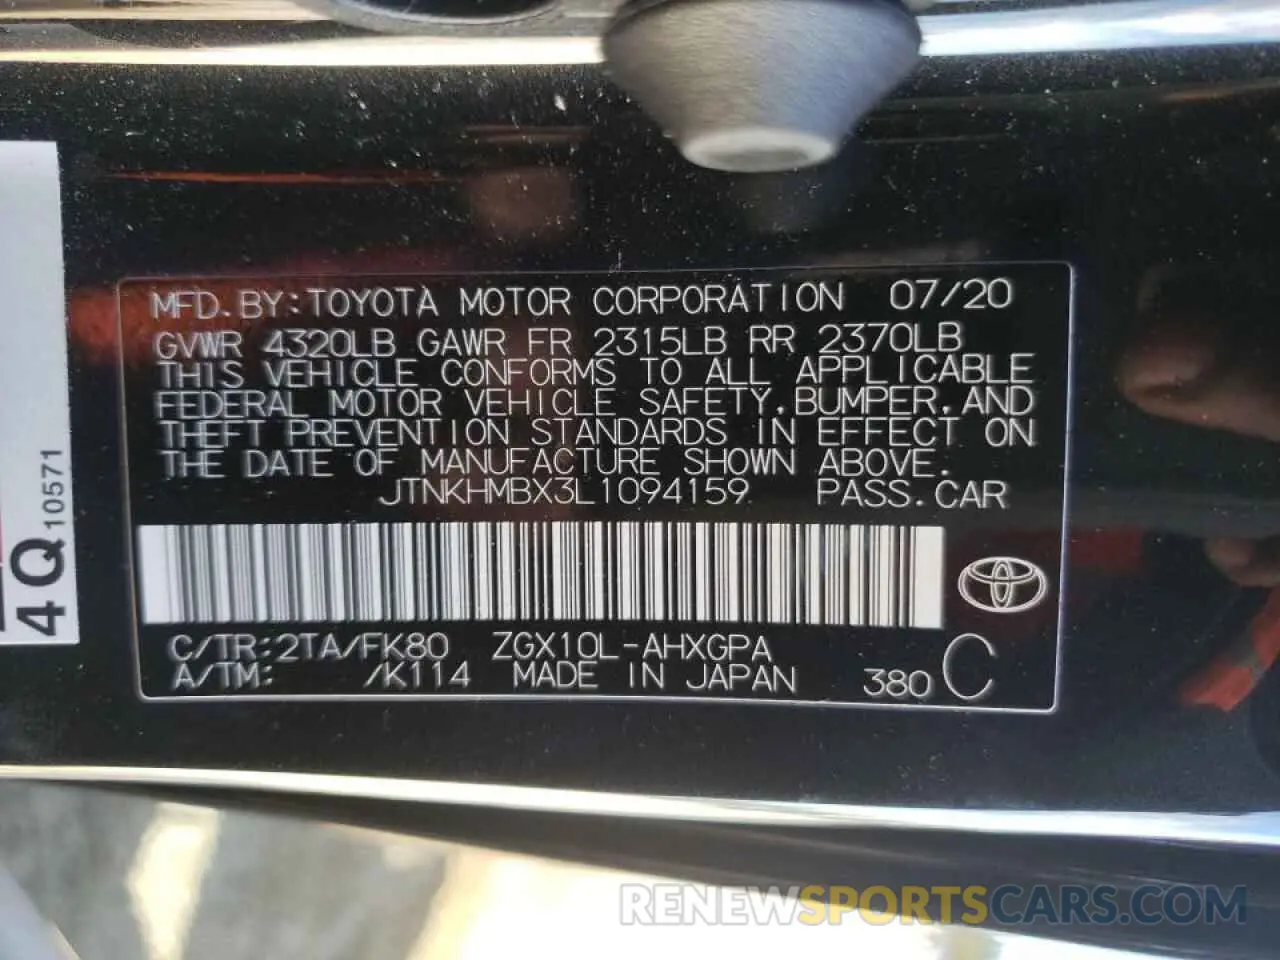 MFD.BY:TOYOTA MOTOR CORPORATION 07/20
GVWR 4320LB GAWR FR 2315LB RR 2370LB
THIS VEHICLE CONFORMS TO ALL APPLICABLE
FEDERAL MOTOR VEHICLE SAFETY,BUMPER,AND
THEFT PREVENTION STANDARDS IN EFFECT ON
THE DATE OF MANUFACTURE SHOWN ABOVE.
JTNKHMBX3L1094159 PASS.CAR
C/TR:2TA/FK80 ZGX10L-AHXGPA
A/TM: /K114 MADE IN JAPAN 380 C
4Q 10571
RENEWSPORTSCARS.COM